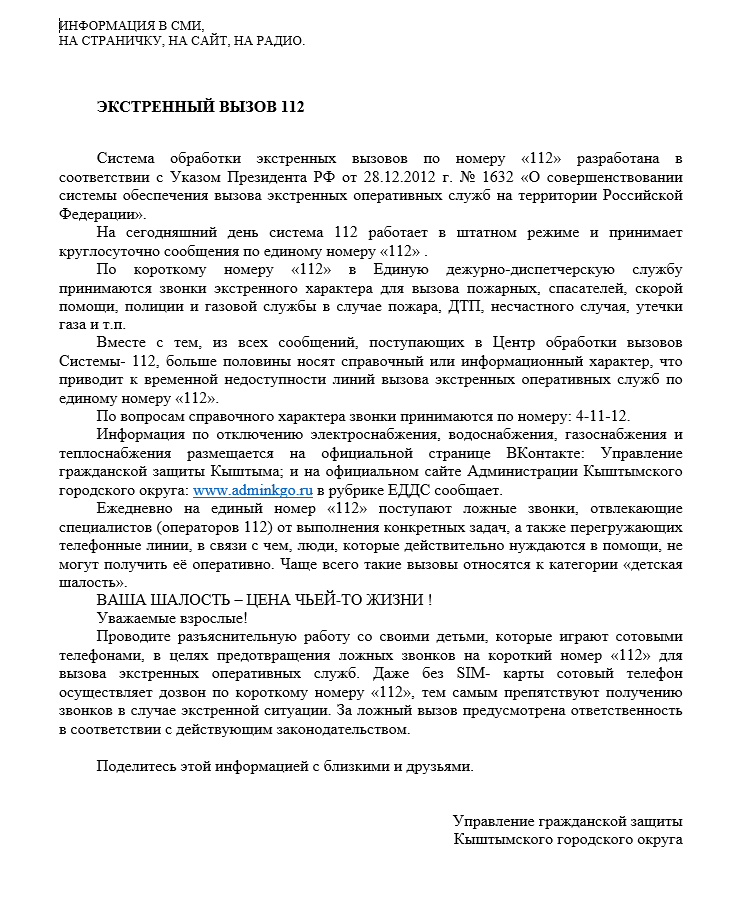 ИНФОРМАЦИЯ В СМИ,
НА СТРАНИЧКУ, НА САЙТ, НА РАДИО.
ЭКСТРЕННЫЙ ВЫЗОВ 112
Система обработки экстренных вызовов по номеру «112» разработана в
соответствии с Указом Президента РФ от 28.12.2012 г. № 1632 «О совершенствовании
системы обеспечения вызова экстренных оперативных служб на территории Российской
Федерации».
На сегодняшний день система 112 работает в штатном режиме и принимает
круглосуточно сообщения по единому номеру «112» .
По короткому номеру «112» в Единую дежурно-диспетчерскую службу
принимаются звонки экстренного характера для вызова пожарных, спасателей, скорой
помощи, полиции и газовой службы в случае пожара, ДТП, несчастного случая, утечки
газа и т.п.
Вместе с тем, из всех сообщений, поступающих в Центр обработки вызовов
Системы- 112, больше половины носят справочный или информационный характер, что
приводит к временной недоступности линий вызова экстренных оперативных служб по
единому номеру «112».
По вопросам справочного характера звонки принимаются по номеру: 4-11-12.
Информация по отключению электроснабжения, водоснабжения, газоснабжения и
теплоснабжения размещается на официальной странице ВКонтакте: Управление
гражданской защиты Кыштыма; и на официальном сайте Администрации Кыштымского
городского округа: www.adminkgo.ru в рубрике ЕДДС сообщает.
Ежедневно на единый номер «112» поступают ложные звонки, отвлекающие
специалистов (операторов 112) от выполнения конкретных задач, а также перегружающих
телефонные линии, в связи с чем, люди, которые действительно нуждаются в помощи, не
могут получить её оперативно. Чаще всего такие вызовы относятся к категории «детская
шалость».
ВАША ШАЛОСТЬ – ЦЕНА ЧЬЕЙ-ТО ЖИЗНИ !
Уважаемые взрослые!
Проводите разъяснительную работу со своими детьми, которые играют сотовыми
телефонами, в целях предотвращения ложных звонков на короткий номер «112» для
вызова экстренных оперативных служб. Даже без SIM- карты сотовый телефон
осуществляет дозвон по короткому номеру «112», тем самым препятствуют получению
звонков в случае экстренной ситуации. За ложный вызов предусмотрена ответственность
в соответствии с действующим законодательством.
Поделитесь этой информацией с близкими и друзьями.
Управление гражданской защиты
Кыштымского городского округа